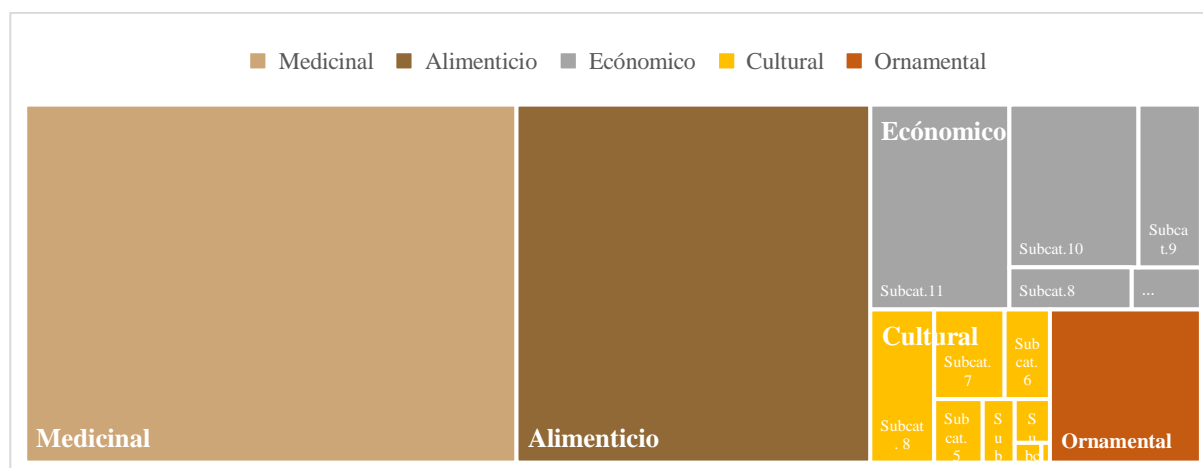 Medicinal Alimenticio Ecónomico Cultural Ornamental
Ecónomico
Subcat.10
Subca
t.9
Subcat.11
Subcat.8
...
Cultural
Subcat.
7
Sub
cat.
6
Subcat
. 8
Sub
cat.
5
S
u
b
S
u
bc
Medicinal
Alimenticio
Ornamental